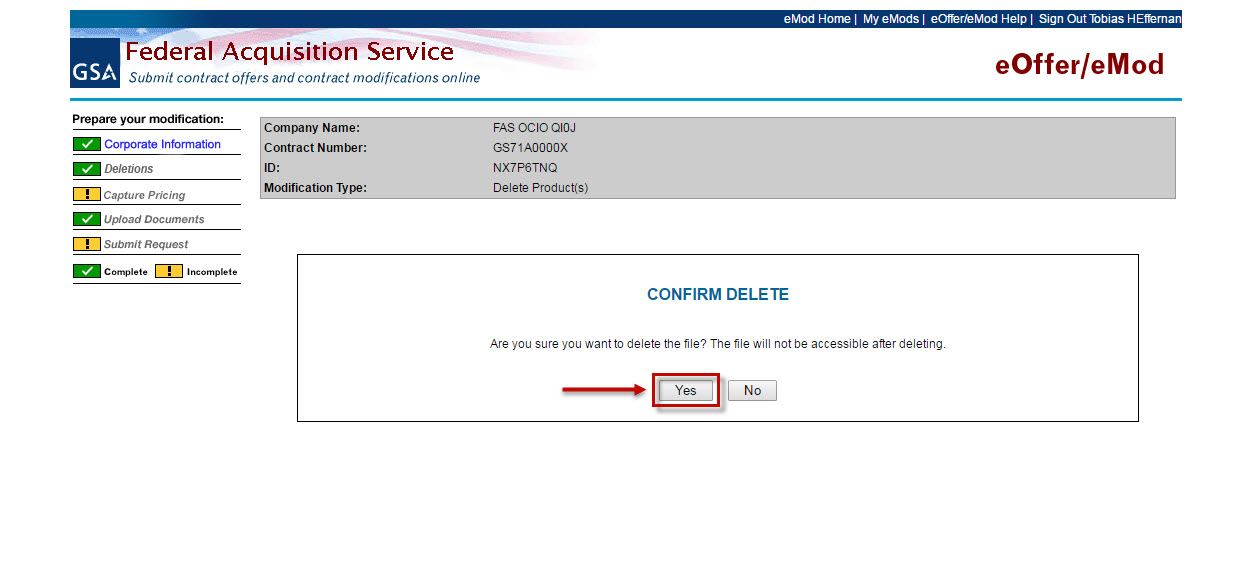 eMod Home | My eMods | eOffer/eMod Help | Sign Out Tobias HEffernan
GSA
Federal Acquisition Service
Submit contract offers and contract modifications online
eOffer/eMod
Prepare your modification:
Corporate Information
Deletions
! Capture Pricing
Upload Documents
! Submit Request
Complete ! Incomplete
Company Name: FAS OCIO QI0J
Contract Number: GS71A0000X
ID: NX7P6TNQ
Modification Type: Delete Product(s)
CONFIRM DELETE
Are you sure you want to delete the file? The file will not be accessible after deleting.
Yes No